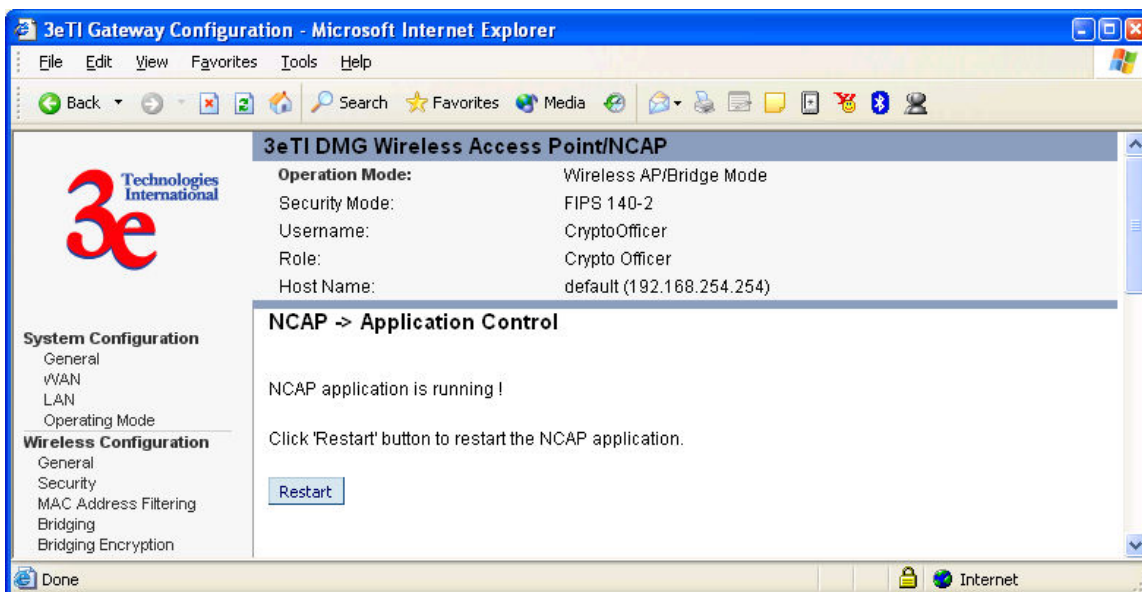 3eTI Gateway Configuration - Microsoft Internet Explorer
File Edit View Favorites Tools Help
Back Search Favorites Media
3e Technologies International
System Configuration
General
WAN
LAN
Operating Mode
Wireless Configuration
General
Security
MAC Address Filtering
Bridging
Bridging Encryption
3eTI DMG Wireless Access Point/NCAP
Operation Mode: Wireless AP/Bridge Mode
Security Mode: FIPS 140-2
Username: CryptoOfficer
Role: Crypto Officer
Host Name: default (192.168.254.254)
NCAP -> Application Control
NCAP application is running !
Click 'Restart' button to restart the NCAP application.
Restart
Done Internet